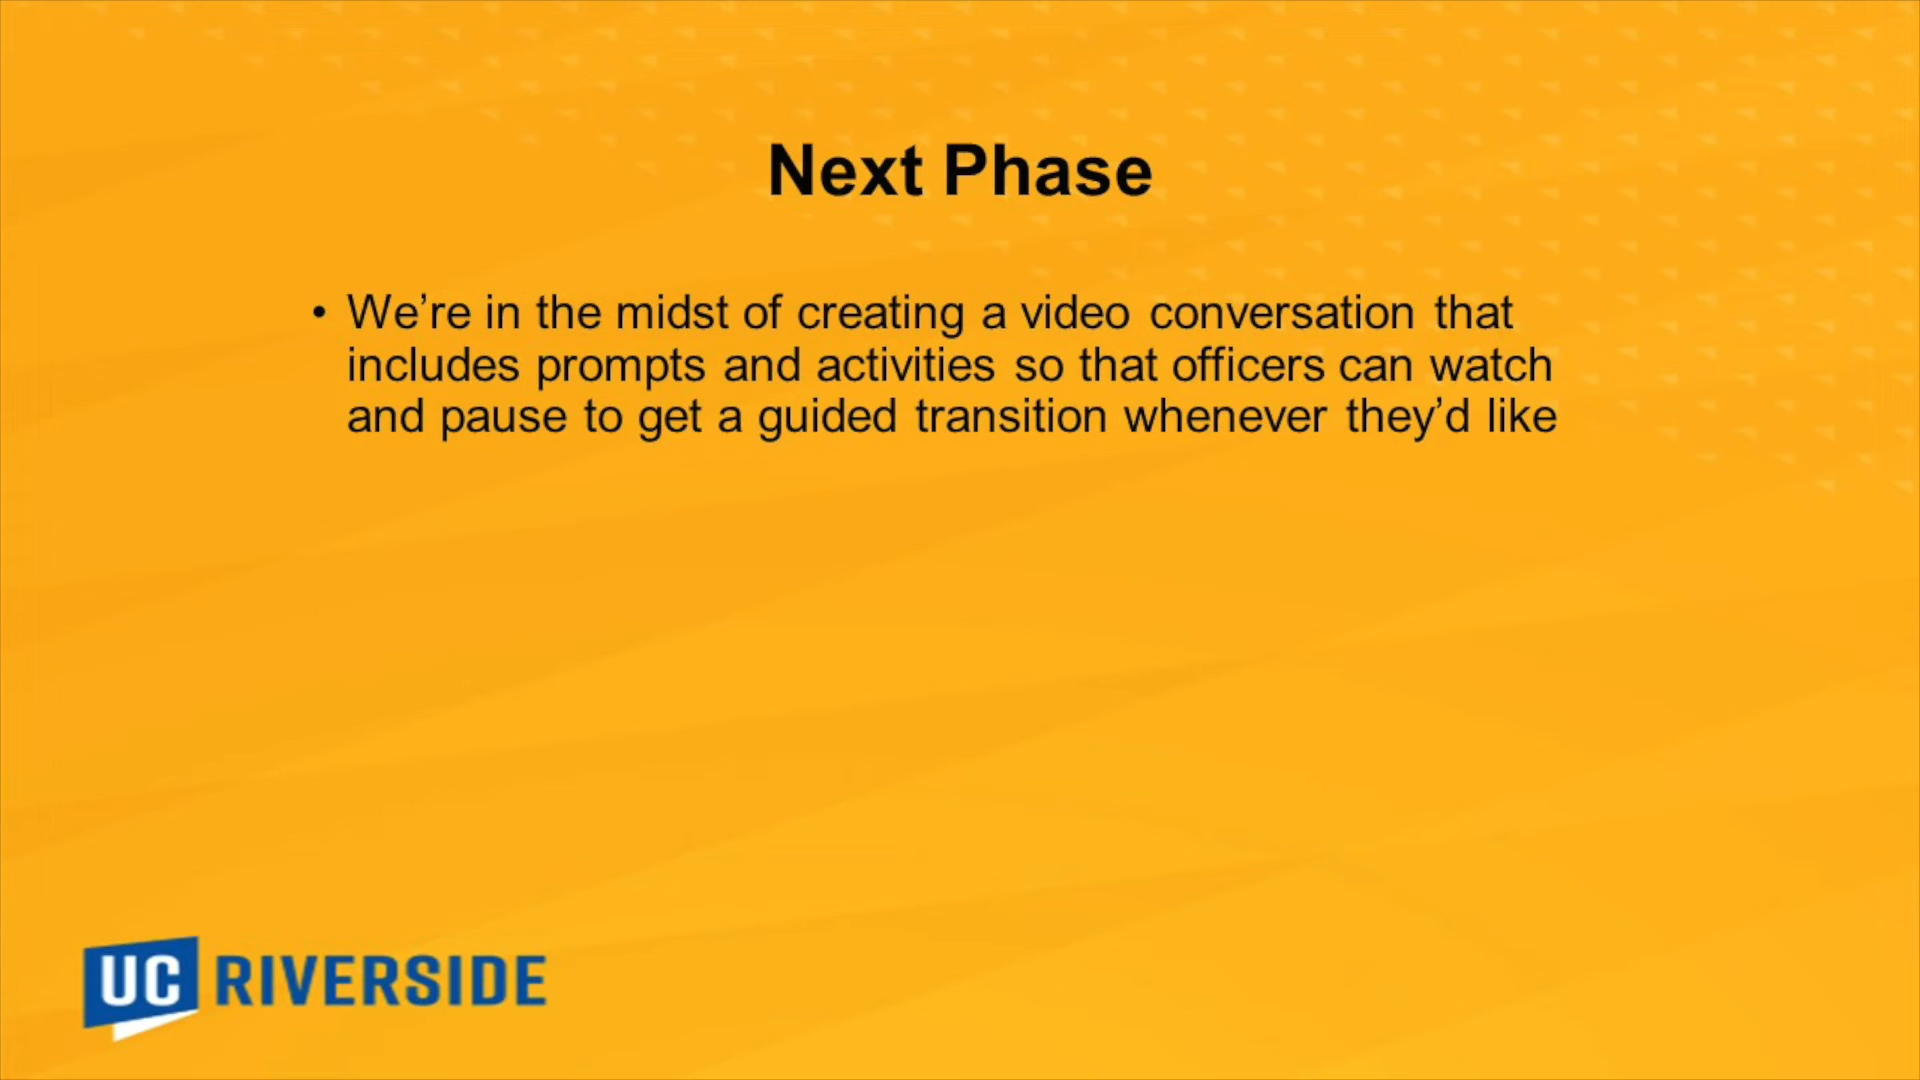 Next Phase
• We’re in the midst of creating a video conversation that
includes prompts and activities so that officers can watch
and pause to get a guided transition whenever they’d like
UC RIVERSIDE